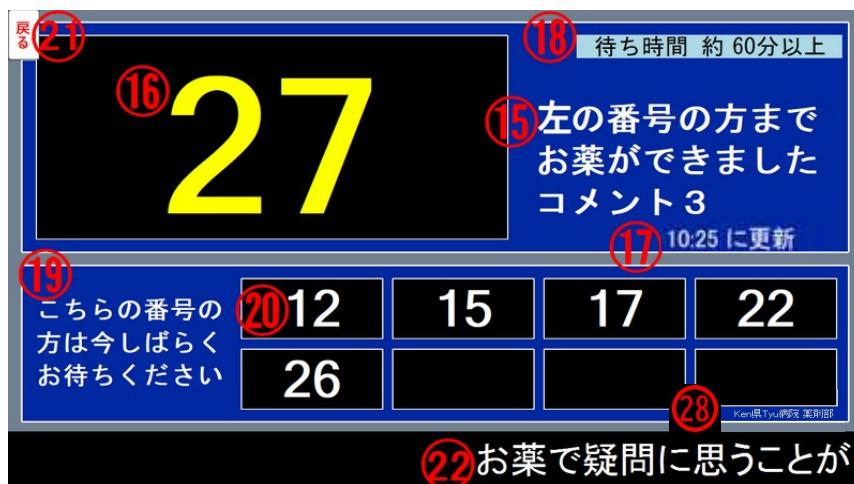 戻る
㉑
⑯
27
⑱
待ち時間 約 60分以上
⑮
左の番号の方まで
お薬ができました
コメント３
⑰
10:25 に更新
⑲
こちらの番号の
方は今しばらく
お待ちください
⑳
12 15 17 22
26
㉘
Ken県Tyu病院 薬剤部
㉒
お薬で疑問に思うことが